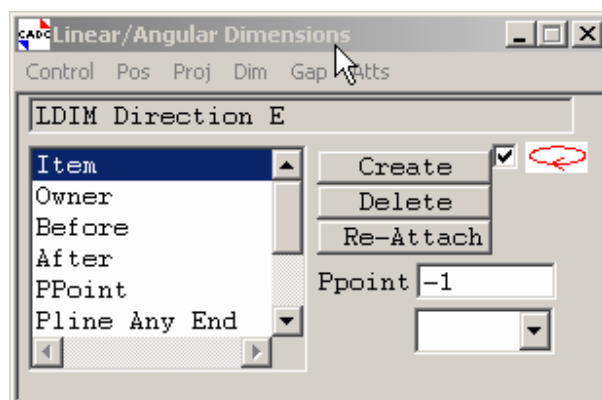 CADC Linear/Angular Dimensions
Control Pos Proj Dim Gap Atts
LDIM Direction E
Item
Owner
Before
After
PPoint
Pline Any End
Create
Delete
Re-Attach
Ppoint -1